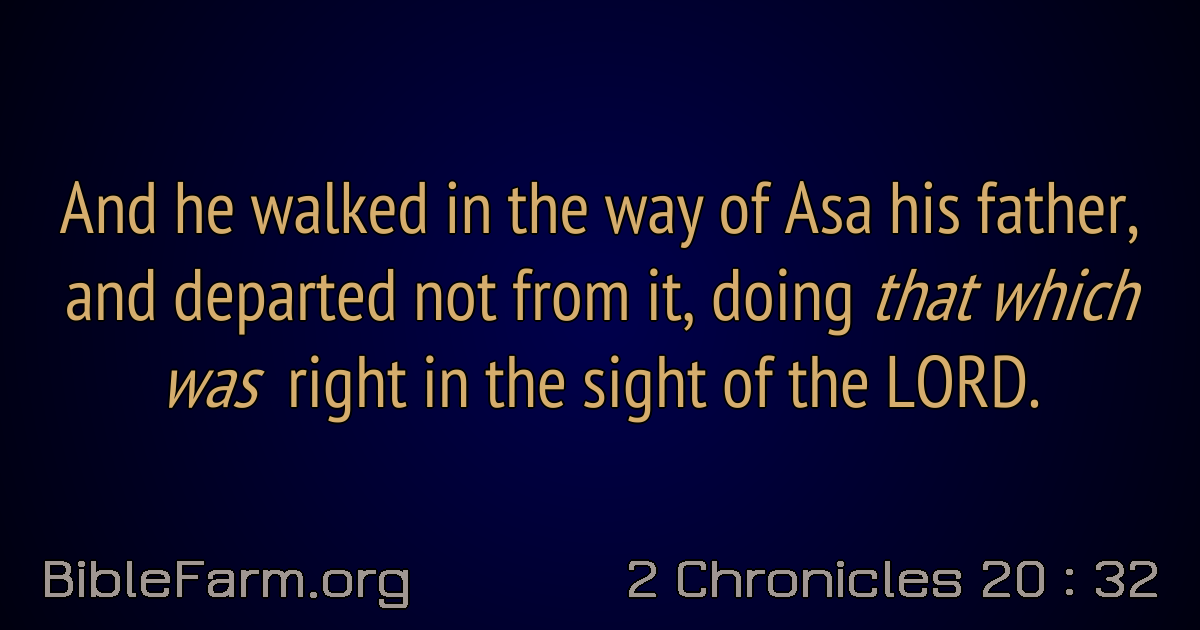 And he walked in the way of Asa his father,
and departed not from it, doing that which
was right in the sight of the LORD.
BibleFarm.org
2 Chronicles 20 : 32